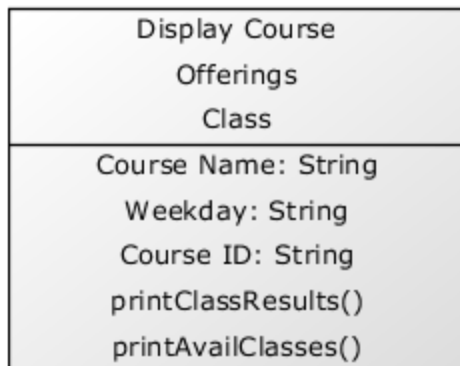 Display Course
Offerings
Class
Course Name: String
Weekday: String
Course ID: String
printClassResults()
printAvailClasses()